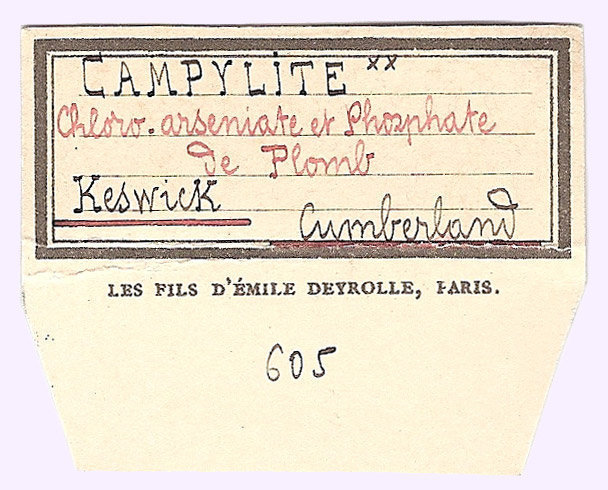 CAMPYLITE xx
Chloro-arseniate et Phosphate
de Plomb
Keswick
Cumberland
LES FILS D'ÉMILE DEYROLLE, PARIS.
605